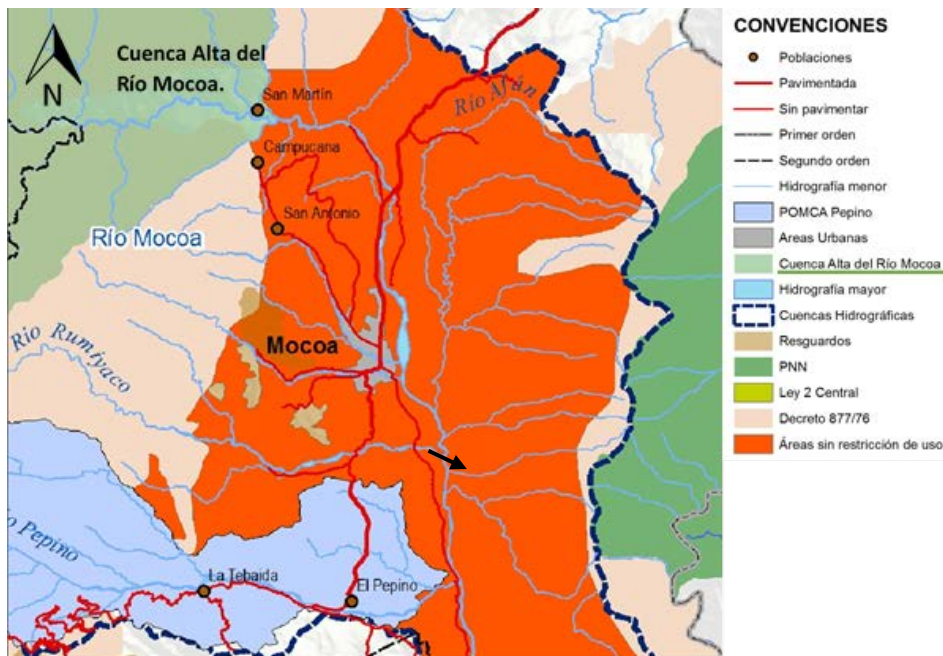 Cuenca Alta del
Río Mocoa.
N
San Martín
Río Afán
Campucana
San Antonio
Río Mocoa
Mocoa
Rio Rumiyaco
o Pepino
La Tebaida
El Pepino
CONVENCIONES
Poblaciones
Pavimentada
Sin pavimentar
Primer orden
Segundo orden
Hidrografía menor
POMCA Pepino
Areas Urbanas
Cuenca Alta del Río Mocoa
Hidrografía mayor
Cuencas Hidrográficas
Resguardos
PNN
Ley 2 Central
Decreto 877/76
Áreas sin restricción de uso